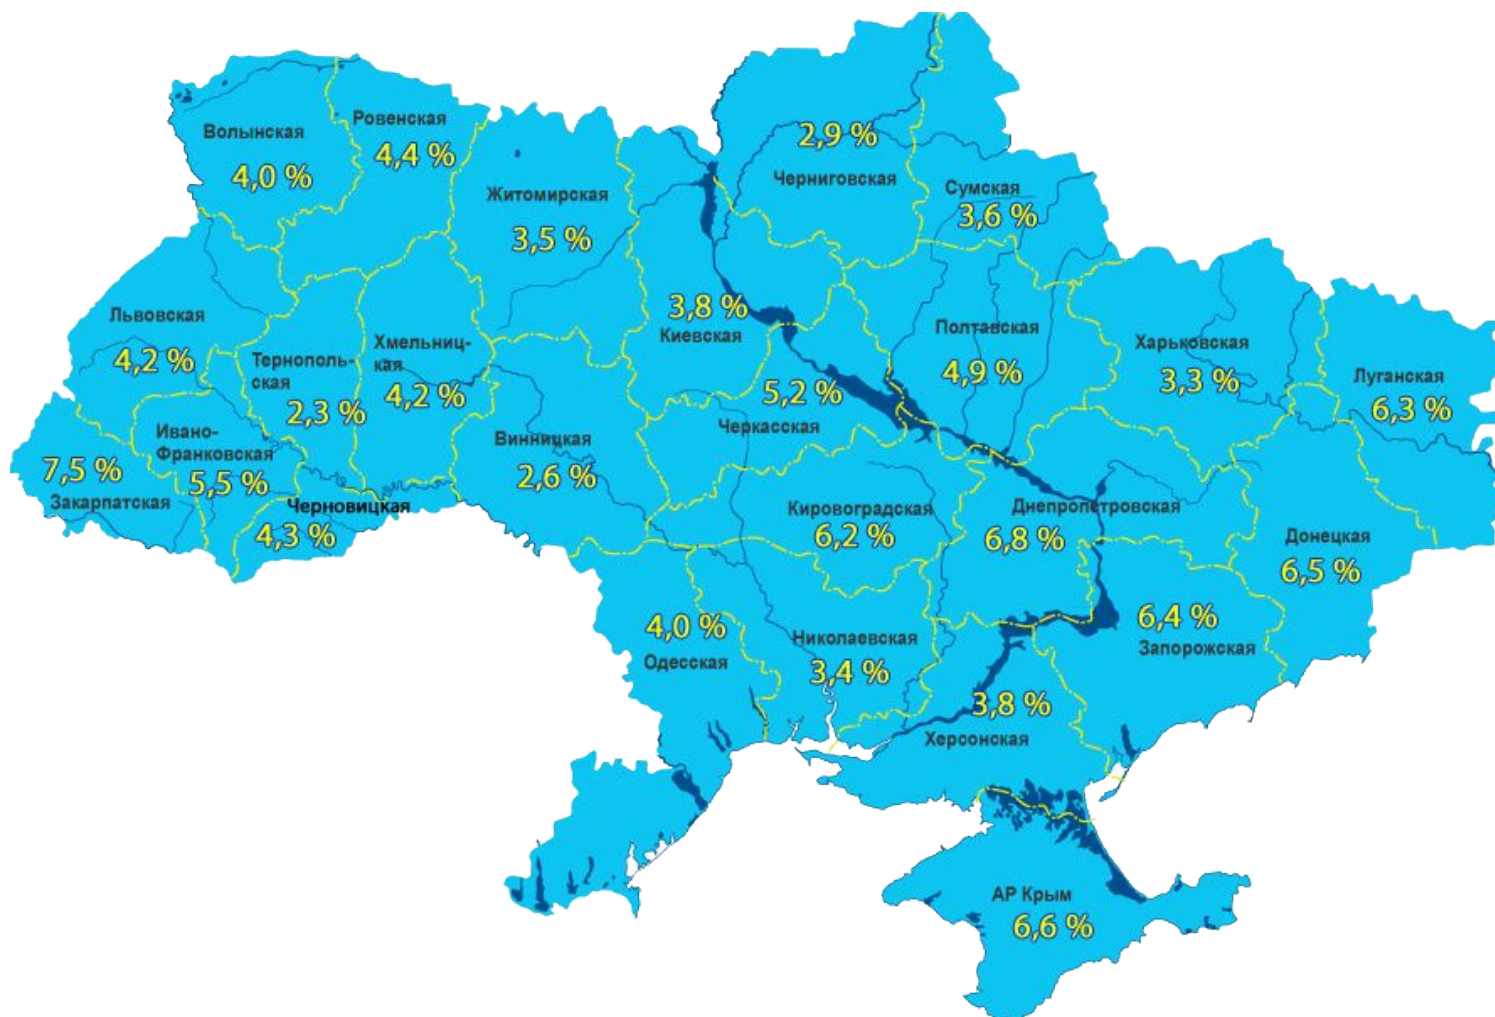 Волынская
4,0 %
Ровенская
4,4 %
Житомирская
3,5 %
2,9 %
Черниговская
Сумская
3,6 %
Львовская
4,2 %
Тернополь-
ская
2,3 %
Хмельниц-
кая
4,2 %
3,8 %
Киевская
Полтавская
4,9 %
Харьковская
3,3 %
Луганская
6,3 %
5,2 %
Черкасская
Винницкая
2,6 %
Ивано-
Франковская
5,5 %
7,5 %
Закарпатская
Черновицкая
4,3 %
Кировоградская
6,2 %
Днепропетровская
6,8 %
Донецкая
6,5 %
4,0 %
Одесская
Николаевская
3,4 %
6,4 %
Запорожская
3,8 %
Херсонская
АР Крым
6,6 %